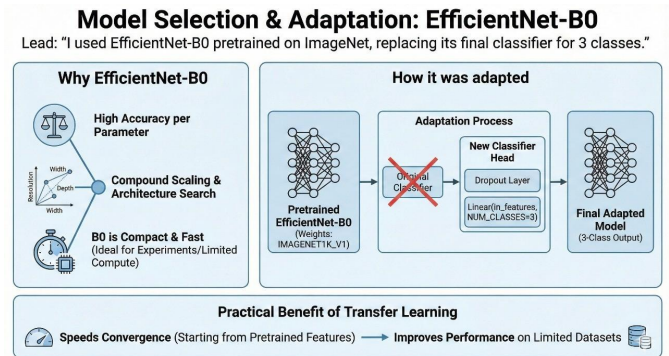 Model Selection & Adaptation: EfficientNet-B0
Lead: “I used EfficientNet-B0 pretrained on ImageNet, replacing its final classifier for 3 classes.”
Why EfficientNet-B0
High Accuracy per
Parameter
Width
Resolution
Depth
Width
Compound Scaling &
Architecture Search
B0 is Compact & Fast
(Ideal for Experiments/Limited
Compute)
How it was adapted
Pretrained
EfficientNet-B0
(Weights:
IMAGENET1K_V1)
Adaptation Process
Original
Classifier
New Classifier
Head
Dropout Layer
Linear(in_features,
NUM_CLASSES=3)
Final Adapted
Model
(3-Class Output)
Practical Benefit of Transfer Learning
Speeds Convergence (Starting from Pretrained Features)
Improves Performance on Limited Datasets